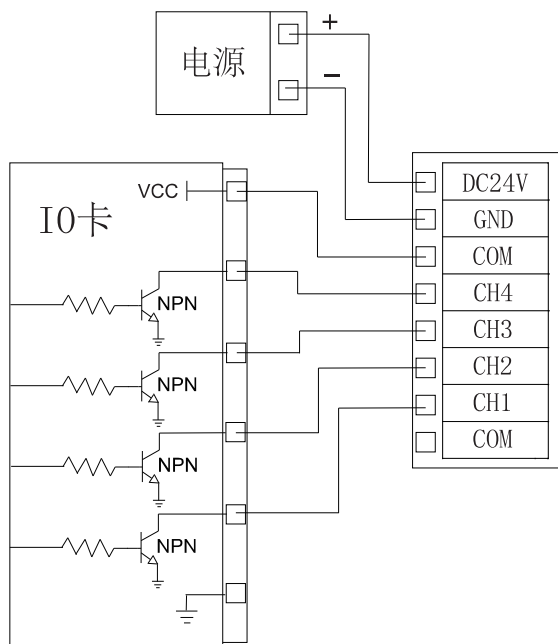 +
电源
−
VCC
IO卡
NPN
NPN
NPN
NPN
DC24V
GND
COM
CH4
CH3
CH2
CH1
COM